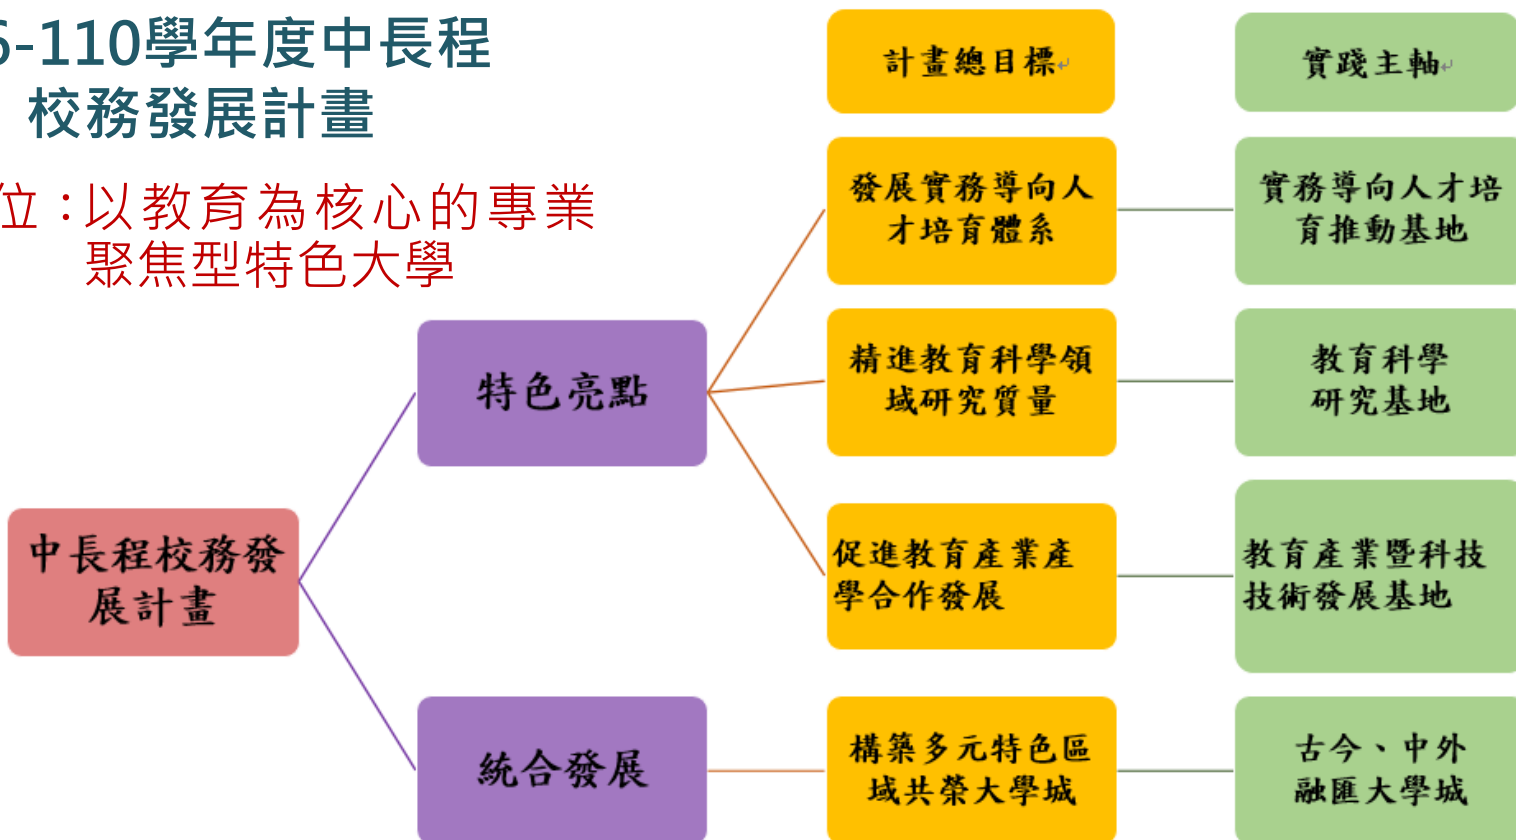 6-110學年度中長程
校務發展計畫
位：以教育為核心的專業
聚焦型特色大學
計畫總目標
實踐主軸
發展實務導向人
才培育體系
實務導向人才培
育推動基地
特色亮點
精進教育科學領
域研究質量
教育科學
研究基地
中長程校務發
展計畫
促進教育產業產
學合作發展
教育產業暨科技
技術發展基地
統合發展
構築多元特色區
域共榮大學城
古今、中外
融匯大學城